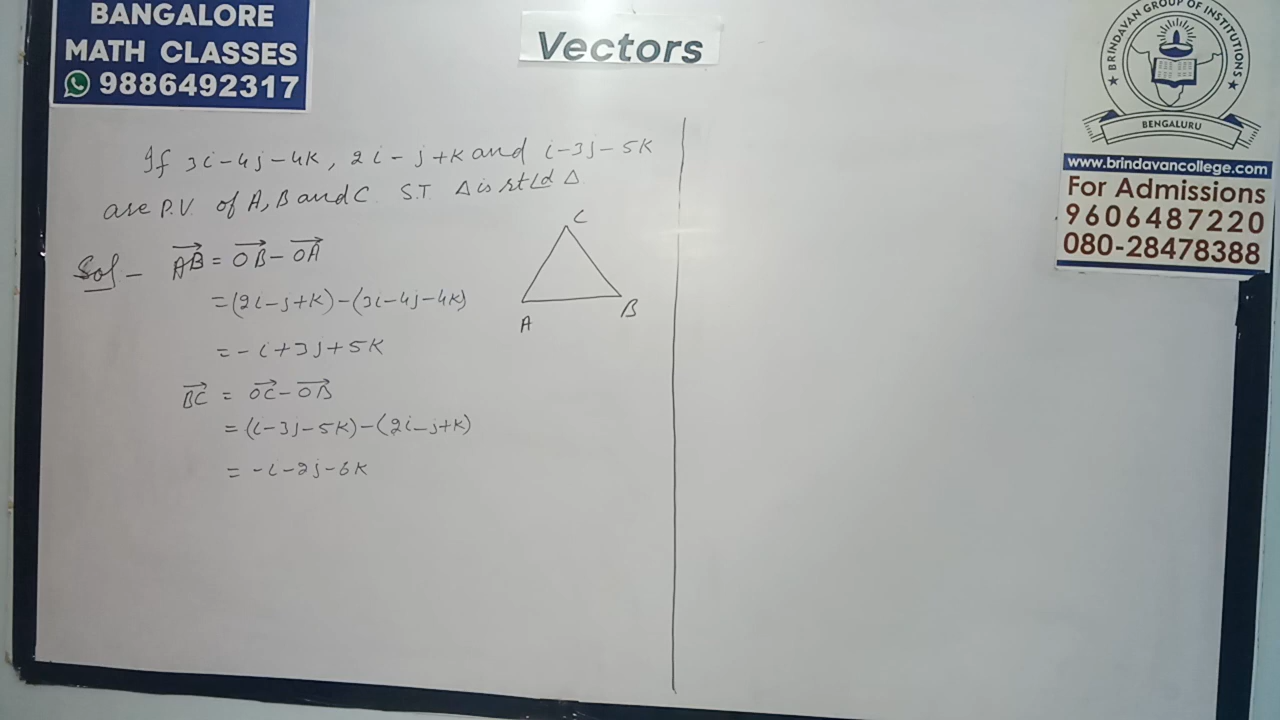 BANGALORE
MATH CLASSES
9886492317
Vectors
BRINDAVAN GROUP OF INSTITUTIONS
BENGALURU
www.brindavancollege.com
For Admissions
9606487220
080-28478388
If 3i-4j-4k, 2i-j+k and i-3j-5k
are P.V. of A, B and C. S.T Δ is rt∠d Δ
Sol- AB⃗ = OB⃗ - OA⃗
=(2i-j+k)-(3i-4j-4k)
=-i+3j+5k
BC⃗ = OC⃗ - OB⃗
=(i-3j-5k)-(2i-j+k)
=-i-2j-6k
C
A
B